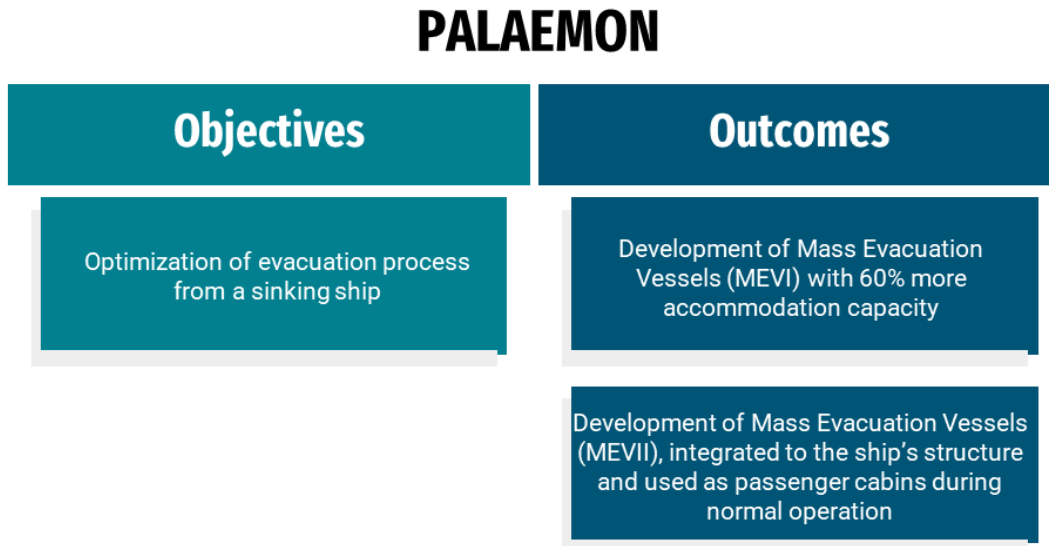 PALAEMON
Objectives
Outcomes
Optimization of evacuation process
from a sinking ship
Development of Mass Evacuation
Vessels (MEVI) with 60% more
accommodation capacity
Development of Mass Evacuation Vessels
(MEVII), integrated to the ship’s structure
and used as passenger cabins during
normal operation